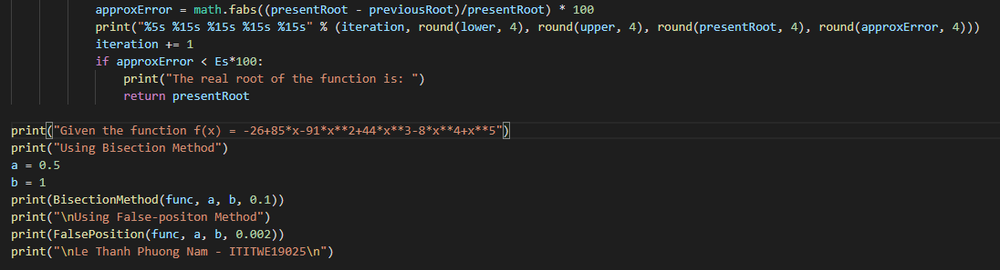 approxError = math.fabs((presentRoot - previousRoot)/presentRoot) * 100
print("%5s %15s %15s %15s %15s" % (iteration, round(lower, 4), round(upper, 4), round(presentRoot, 4), round(approxError, 4)))
iteration += 1
if approxError < Es*100:
print("The real root of the function is: ")
return presentRoot
print("Given the function f(x) = -26+85*x-91*x**2+44*x**3-8*x**4+x**5")
print("Using Bisection Method")
a = 0.5
b = 1
print(BisectionMethod(func, a, b, 0.1))
print("\nUsing False-positon Method")
print(FalsePosition(func, a, b, 0.002))
print("\nLe Thanh Phuong Nam - ITITWE19025\n")